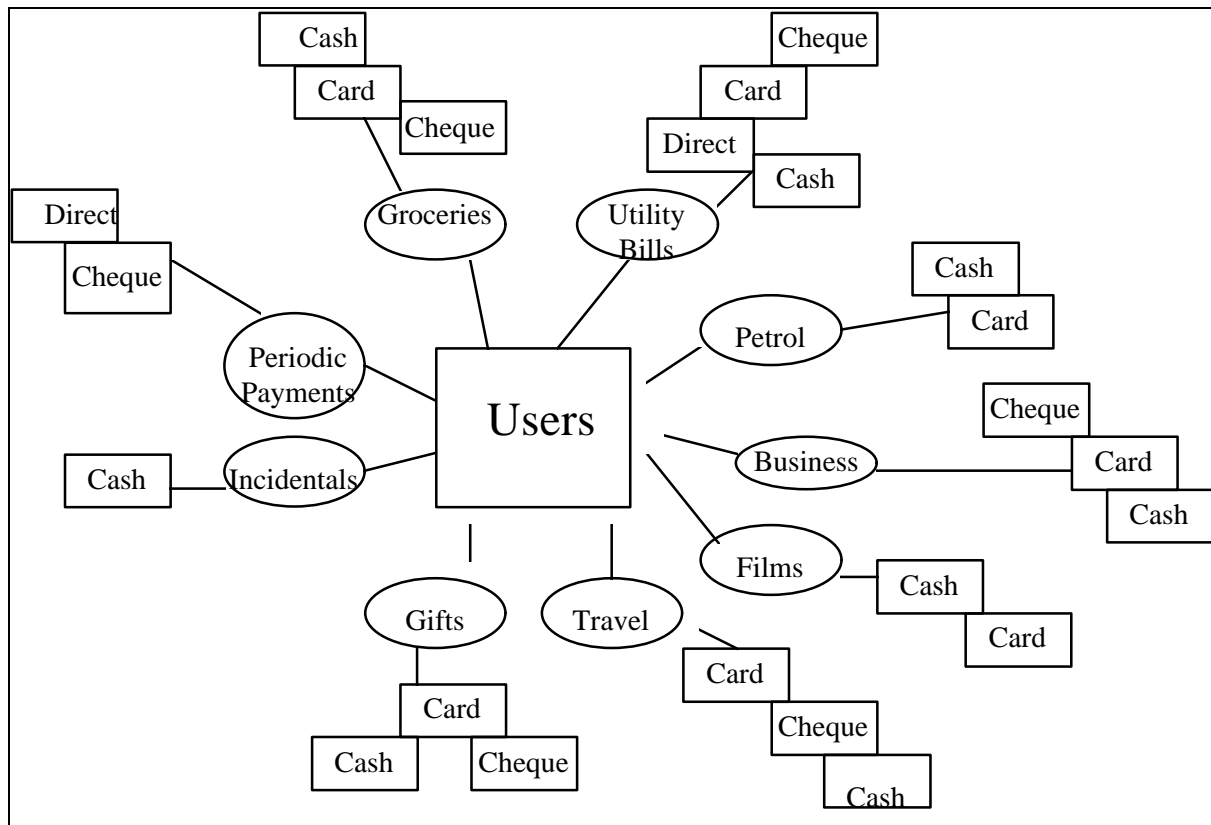 Cash
Card
Cheque
Groceries
Cheque
Card
Direct
Cash
Utility
Bills
Direct
Cheque
Periodic
Payments
Cash
Card
Petrol
Users
Cheque
Card
Cash
Business
Cash
Incidentals
Films
Cash
Card
Gifts
Card
Cash
Cheque
Travel
Card
Cheque
Cash